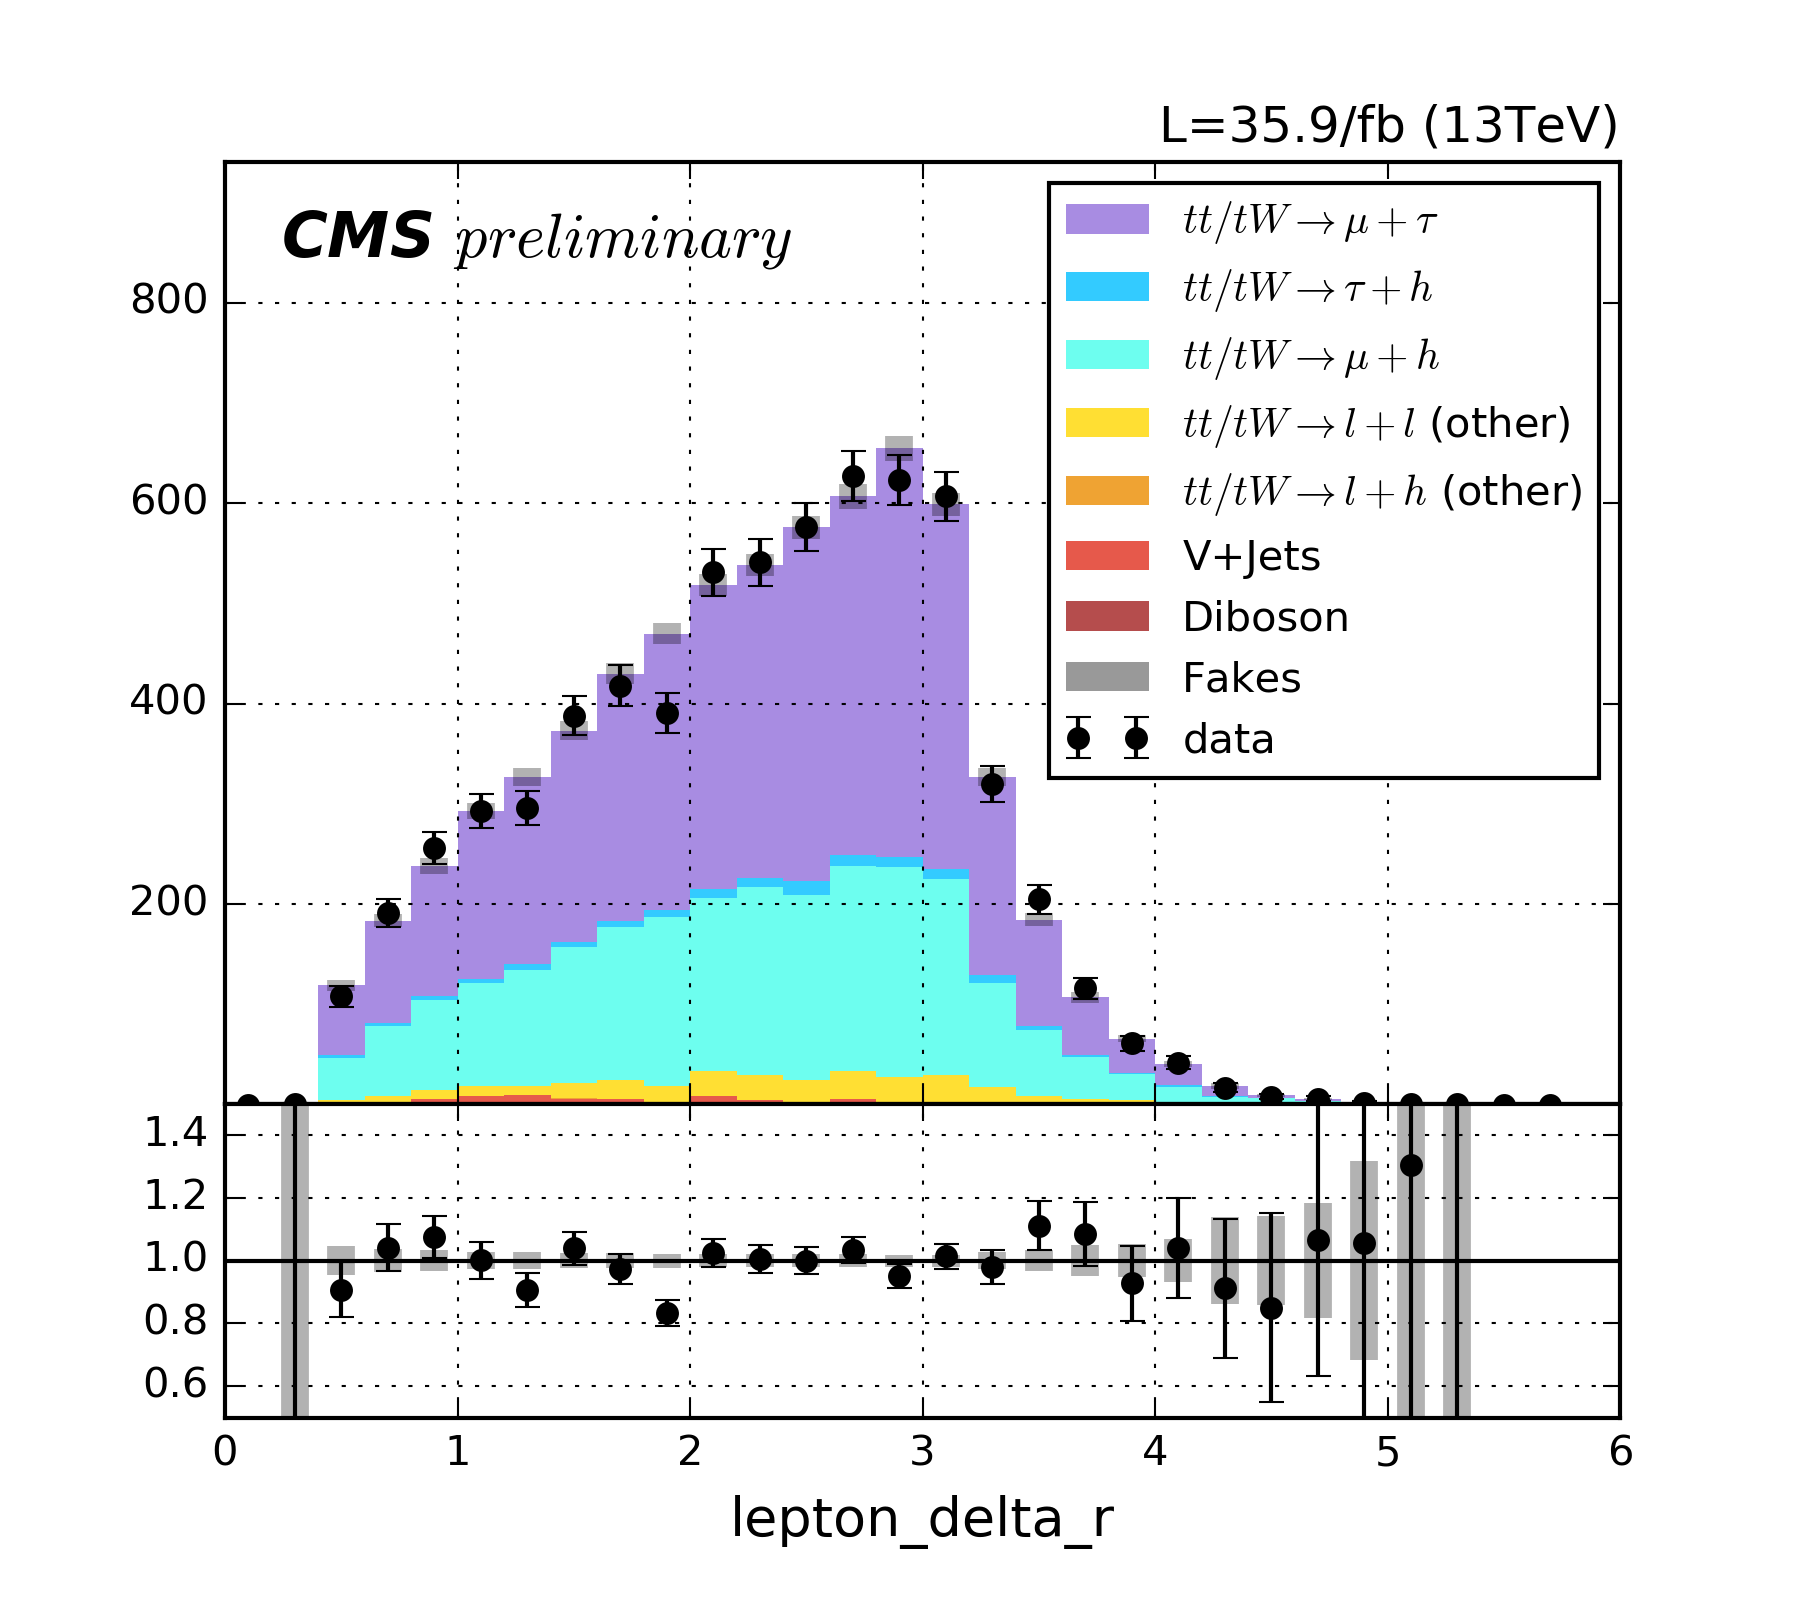 L=35.9/fb (13TeV)
CMS preliminary
tt/tW→μ+τ
tt/tW→τ+h
tt/tW→μ+h
tt/tW→l+l (other)
tt/tW→l+h (other)
V+Jets
Diboson
Fakes
data
800
600
400
200
1.4
1.2
1.0
0.8
0.6
0 1 2 3 4 5 6
lepton_delta_r